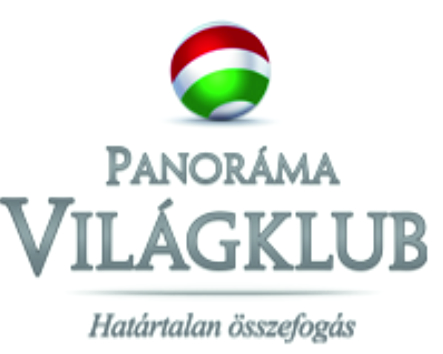 PANORÁMA
VILÁGKLUB
Határtalan összefogás